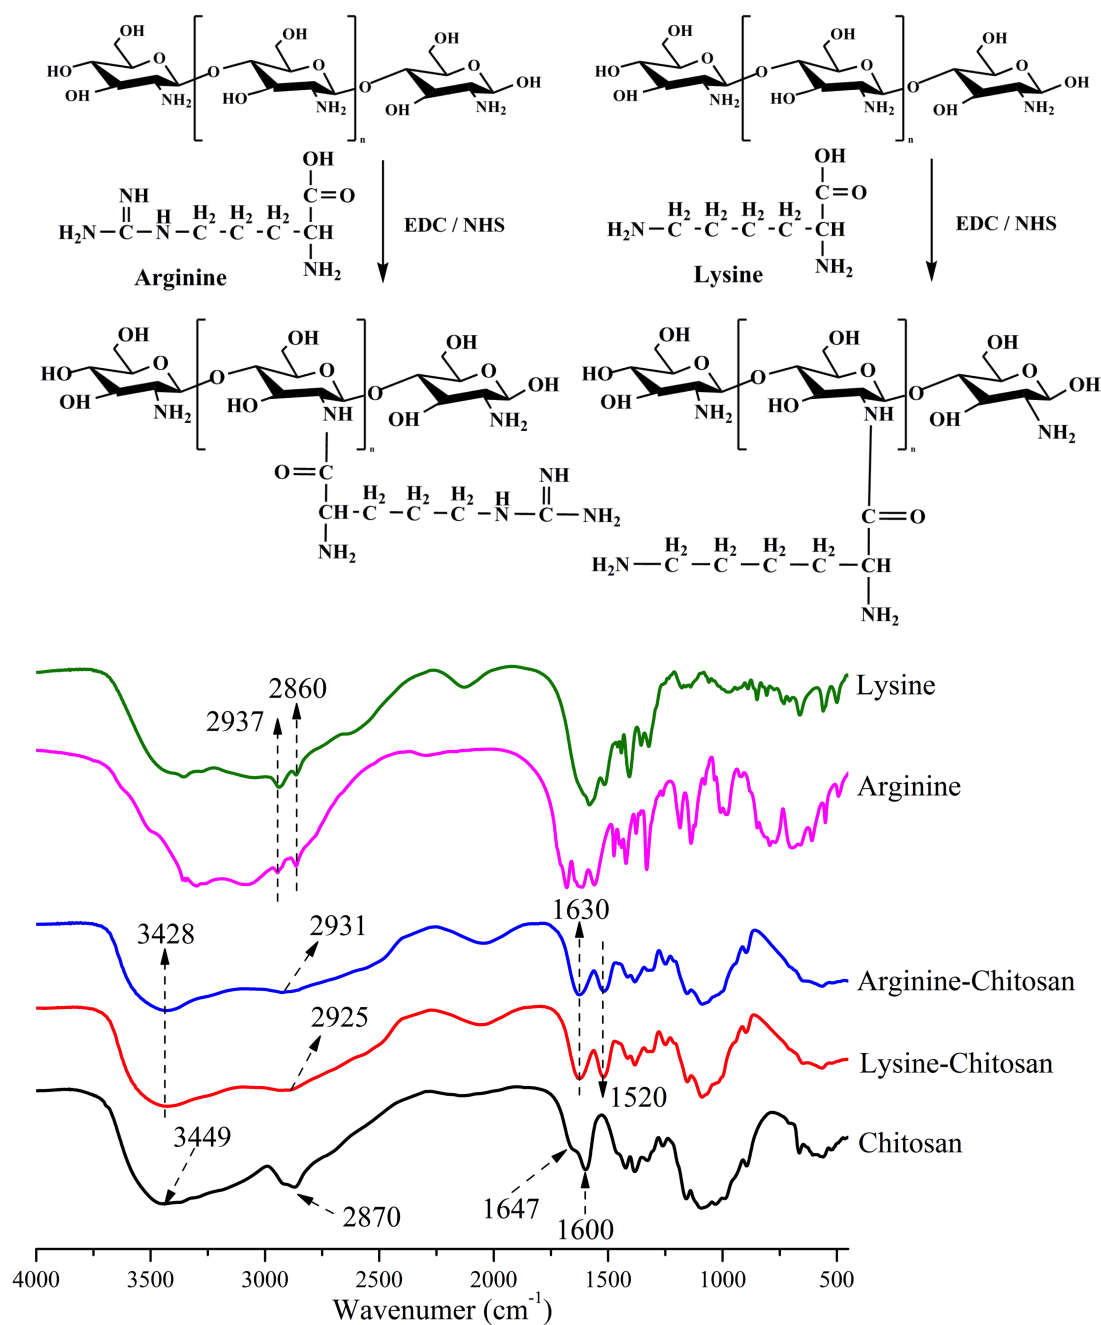 OH
O
HO
OH
NH₂
O
OH
O
HO
NH₂
n
O
OH
O
OH
OH
NH₂
OH
O
HO
OH
NH₂
O
OH
O
HO
NH₂
n
O
OH
O
OH
OH
NH₂
OH
C=O
NH
H₂N—C—N—C-C-C-CH
H H₂ H₂ H₂
NH₂
Arginine
EDC / NHS
OH
C=O
H₂ H₂ H₂ H₂
H₂N—C-C-C-C-CH
NH₂
Lysine
EDC / NHS
OH
O
HO
OH
NH₂
O
OH
O
HO
NH
n
O
OH
O
OH
OH
NH₂
O=C
H₂ H₂ H₂ H NH
CH-C-C-C-N—C—NH₂
NH₂
OH
O
HO
OH
NH₂
O
OH
O
HO
NH
n
O
OH
O
OH
OH
NH₂
C=O
H₂ H₂ H₂ H₂
H₂N—C—C—C—C—CH
NH₂
2860
2937
Lysine
Arginine
3428
2931
1630
Arginine-Chitosan
2925
Lysine-Chitosan
1520
3449
Chitosan
2870
1647
1600
4000 3500 3000 2500 2000 1500 1000 500
Wavenumer (cm⁻¹)